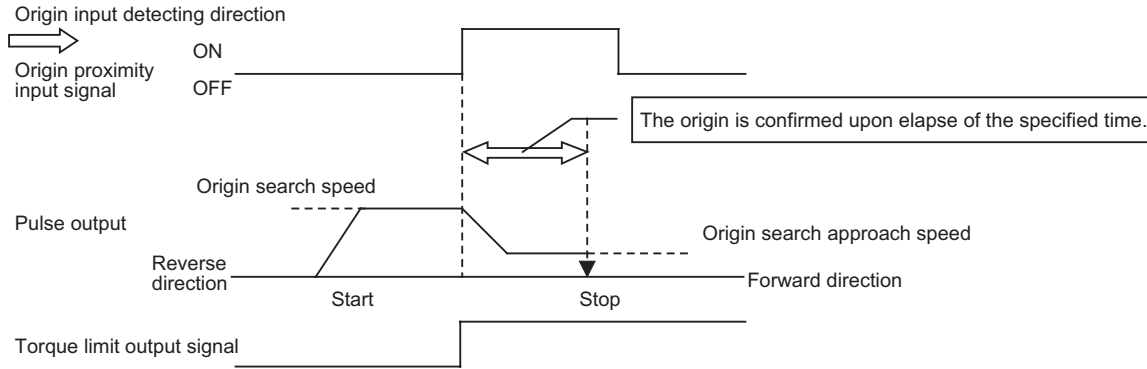 Origin input detecting direction
ON
Origin proximity
input signal
OFF
The origin is confirmed upon elapse of the specified time.
Origin search speed
Pulse output
Origin search approach speed
Reverse
direction
Forward direction
Start
Stop
Torque limit output signal